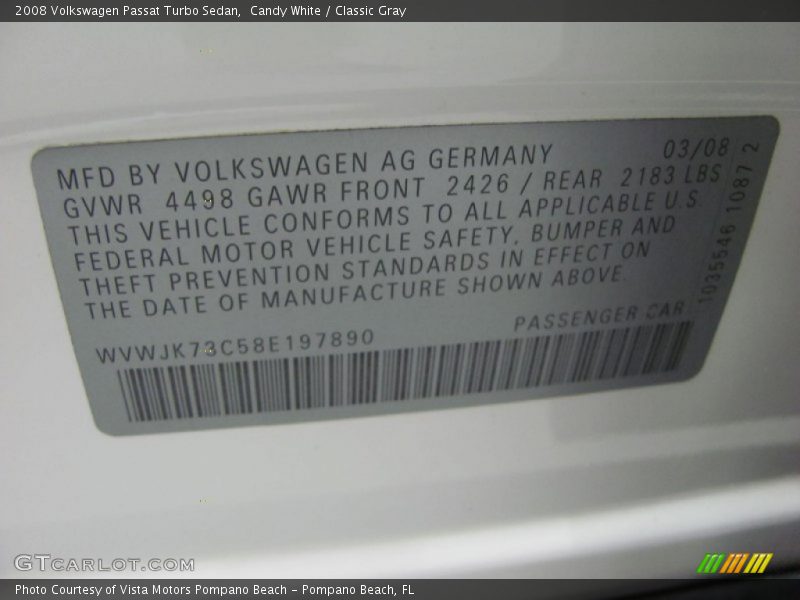 2008 Volkswagen Passat Turbo Sedan,  Candy White / Classic Gray
MFD BY VOLKSWAGEN AG GERMANY 03/08
GVWR 4498 GAWR FRONT 2426 / REAR 2183 LBS
THIS VEHICLE CONFORMS TO ALL APPLICABLE U.S.
FEDERAL MOTOR VEHICLE SAFETY, BUMPER AND
THEFT PREVENTION STANDARDS IN EFFECT ON
THE DATE OF MANUFACTURE SHOWN ABOVE.
WVWJK73C58E197890 PASSENGER CAR
1035546 10872
GTCARLOT.COM
Photo Courtesy of Vista Motors Pompano Beach – Pompano Beach, FL